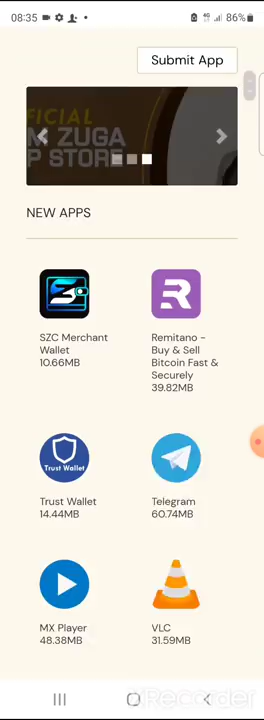 08:35
4G
86%
Submit App
FICIAL
M ZUGA
P STORE
NEW APPS
SZC Merchant
Wallet
10.66MB
Remitano -
Buy & Sell
Bitcoin Fast &
Securely
39.82MB
Trust Wallet
Trust Wallet
14.44MB
Telegram
60.74MB
MX Player
48.38MB
VLC
31.59MB
XRecorder